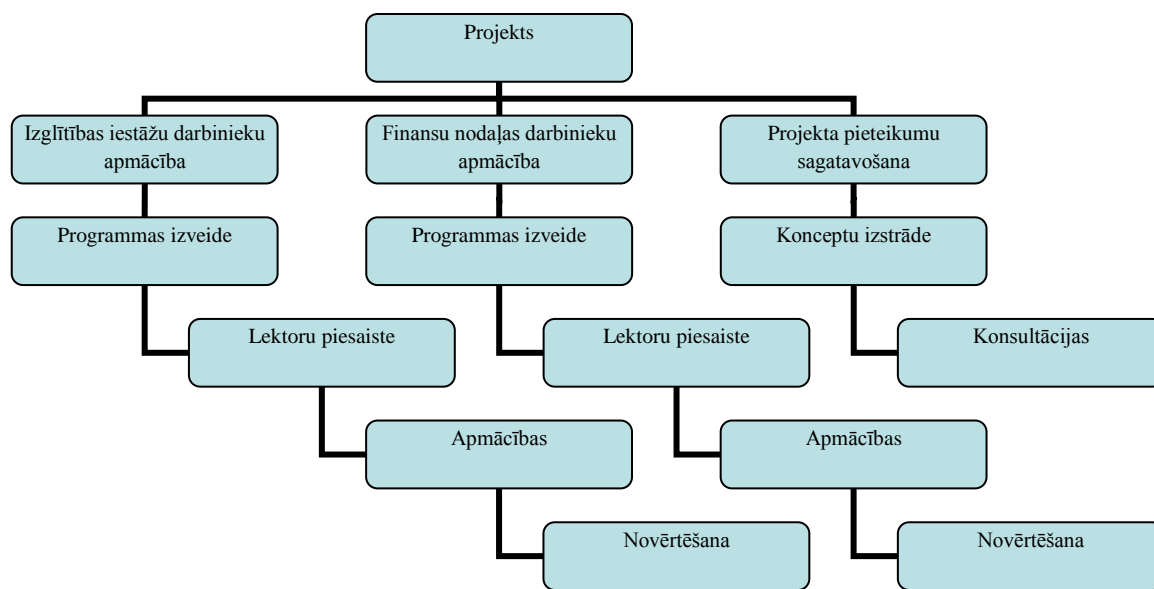 Projekts
Izglītības iestāžu darbinieku
apmācība
Finansu nodaļas darbinieku
apmācība
Projekta pieteikumu
sagatavošana
Programmas izveide
Programmas izveide
Konceptu izstrāde
Lektoru piesaiste
Lektoru piesaiste
Konsultācijas
Apmācības
Apmācības
Novērtēšana
Novērtēšana